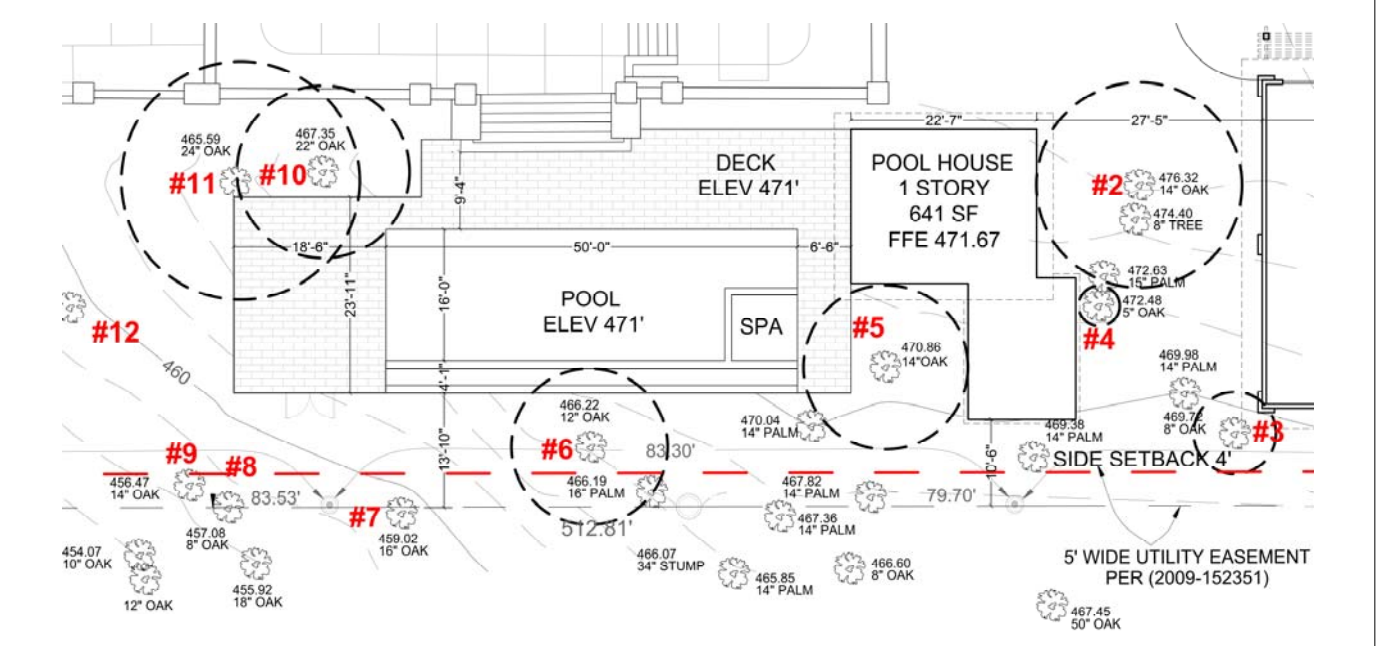 22'-7"
27'-5"
465.59
24" OAK
467.35
22" OAK
#11
#10
9'-4"
DECK
ELEV 471'
POOL HOUSE
1 STORY
641 SF
FFE 471.67
#2
476.32
14" OAK
474.40
8" TREE
18'-6"
50'-0"
6'-6"
23'-11"
16'-0"
POOL
ELEV 471'
SPA
472.63
15" PALM
472.48
5" OAK
#4
#12
#5
470.86
14"OAK
460
4'-1"
469.98
14" PALM
469.72
8" OAK
#3
466.22
12" OAK
#6
470.04
14" PALM
469.38
14" PALM
13'-10"
83.30'
10'-6"
SIDE SETBACK 4'
#9
#8
456.47
14" OAK
83.53'
#7
466.19
16" PALM
467.82
14" PALM
79.70'
457.08
8" OAK
459.02
16" OAK
467.36
14" PALM
512.81'
454.07
10" OAK
12" OAK
455.92
18" OAK
466.07
34" STUMP
465.85
14" PALM
466.60
8" OAK
5' WIDE UTILITY EASEMENT
PER (2009-152351)
467.45
50" OAK